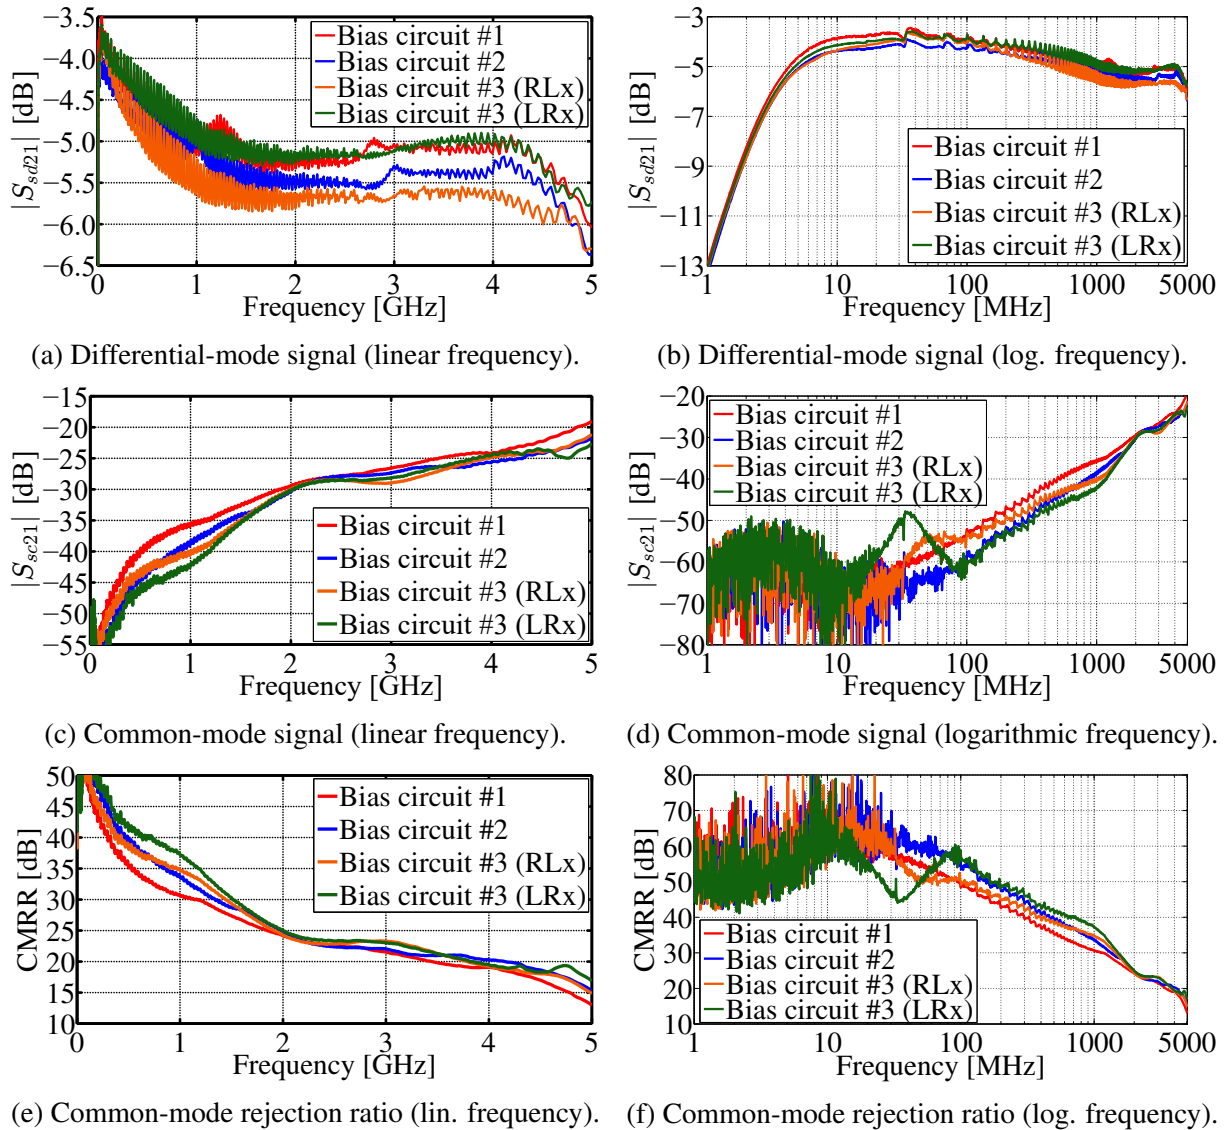 −3.5
−4.0
−4.5
−5.0
−5.5
−6.0
−6.5
|S_sd21| [dB]
Bias circuit #1
Bias circuit #2
Bias circuit #3 (RLx)
Bias circuit #3 (LRx)
0 1 2 3 4 5
Frequency [GHz]
(a) Differential-mode signal (linear frequency).
−3
−5
−7
−9
−11
−13
|S_sd21| [dB]
Bias circuit #1
Bias circuit #2
Bias circuit #3 (RLx)
Bias circuit #3 (LRx)
1 10 100 1000 5000
Frequency [MHz]
(b) Differential-mode signal (log. frequency).
−15
−20
−25
−30
−35
−40
−45
−50
−55
|S_sc21| [dB]
Bias circuit #1
Bias circuit #2
Bias circuit #3 (RLx)
Bias circuit #3 (LRx)
0 1 2 3 4 5
Frequency [GHz]
(c) Common-mode signal (linear frequency).
−20
−30
−40
−50
−60
−70
−80
|S_sc21| [dB]
Bias circuit #1
Bias circuit #2
Bias circuit #3 (RLx)
Bias circuit #3 (LRx)
1 10 100 1000 5000
Frequency [MHz]
(d) Common-mode signal (logarithmic frequency).
50
45
40
35
30
25
20
15
10
CMRR [dB]
Bias circuit #1
Bias circuit #2
Bias circuit #3 (RLx)
Bias circuit #3 (LRx)
0 1 2 3 4 5
Frequency [GHz]
(e) Common-mode rejection ratio (lin. frequency).
80
70
60
50
40
30
20
10
CMRR [dB]
Bias circuit #1
Bias circuit #2
Bias circuit #3 (RLx)
Bias circuit #3 (LRx)
1 10 100 1000 5000
Frequency [MHz]
(f) Common-mode rejection ratio (log. frequency).